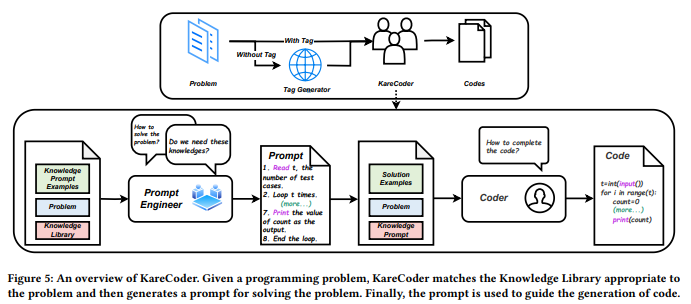 With Tag
Without Tag
Problem
Tag Generator
KareCoder
Codes
How to
solve the
problem?
Do we need these
knowledges?
How to complete
the code?
Knowledge
Prompt
Examples
Problem
Knowledge
Library
Prompt
Engineer
Prompt
1. Read t, the
number of test
cases.
2. Loop t times.
(more...)
7. Print the value
of count as the
output.
8. End the loop.
Solution
Examples
Problem
Knowledge
Prompt
Coder
Code
t=int(input())
for i in range(t):
count=0
(more...)
print(count)
Figure 5: An overview of KareCoder. Given a programming problem, KareCoder matches the Knowledge Library appropriate to
the problem and then generates a prompt for solving the problem. Finally, the prompt is used to guide the generation of code.